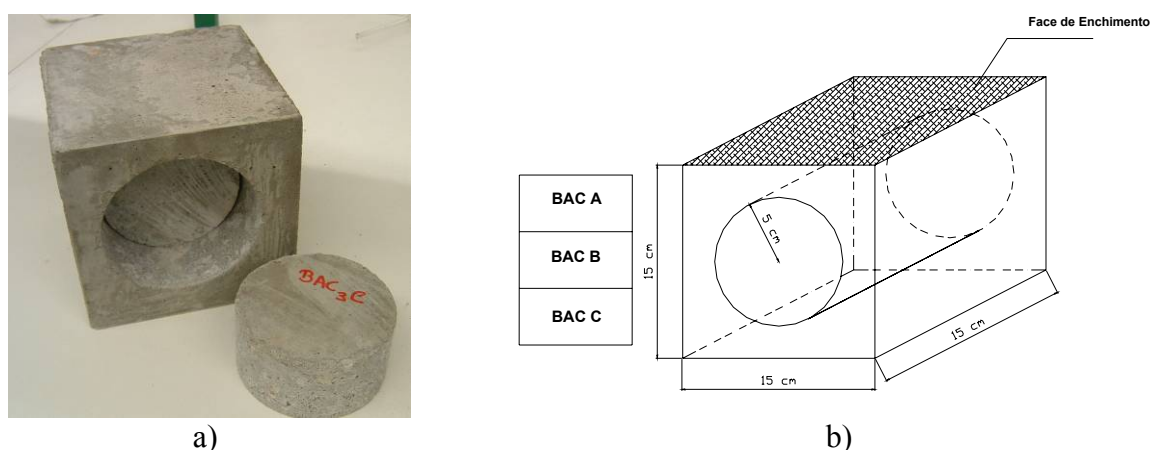 BAC₃C
a)
Face de Enchimento
BAC A
BAC B
BAC C
15 cm
5 cm
15 cm
15 cm
b)